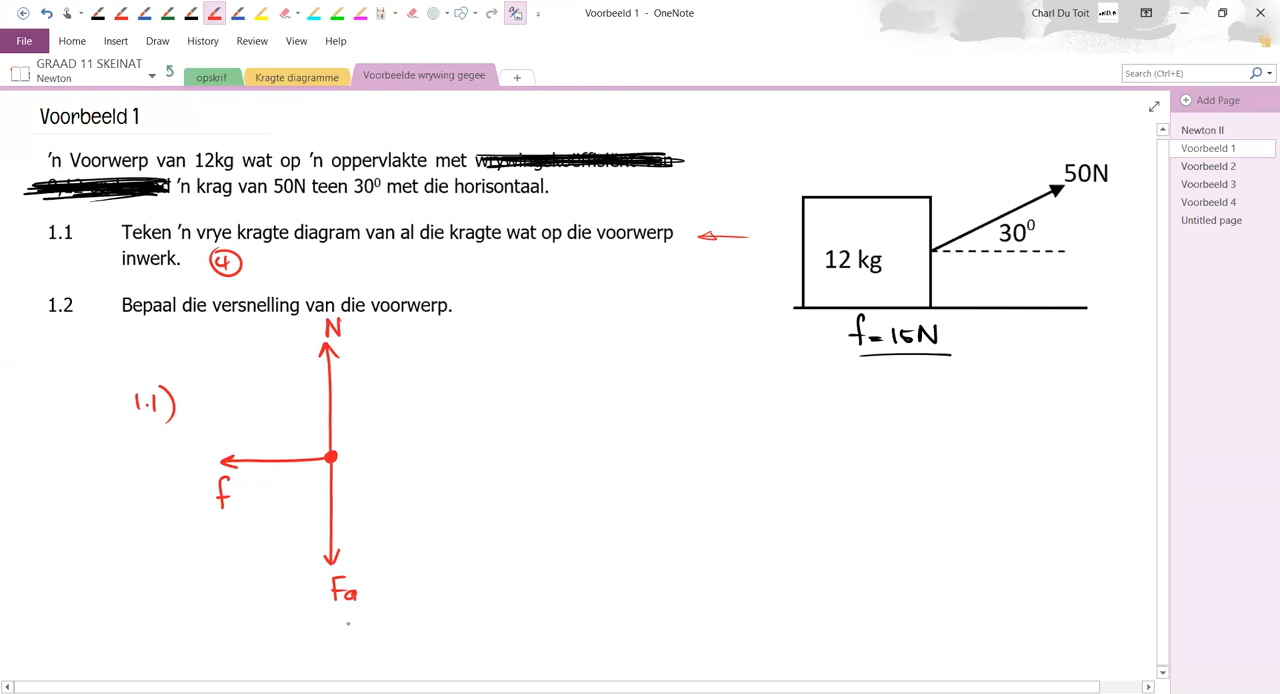 Voorbeeld 1 - OneNote
Charl Du Toit
File Home Insert Draw History Review View Help
GRAAD 11 SKEINAT
Newton
opskrif
Kragte diagramme
Voorbeelde wrywing gegee
Search (Ctrl+E)
Add Page
Newton II
Voorbeeld 1
Voorbeeld 2
Voorbeeld 3
Voorbeeld 4
Untitled page
Voorbeeld 1
'n Voorwerp van 12kg wat op 'n oppervlakte met
'n krag van 50N teen 30⁰ met die horisontaal.
1.1 Teken 'n vrye kragte diagram van al die kragte wat op die voorwerp
inwerk. 4
1.2 Bepaal die versnelling van die voorwerp.
50N
30⁰
12 kg
f = 15N
1.1)
N
f
Fg